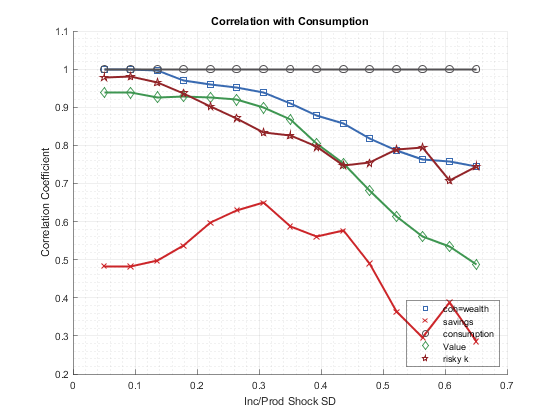 Correlation with Consumption
1.1
1
0.9
0.8
0.7
0.6
0.5
0.4
0.3
0.2
Correlation Coefficient
coh=wealth
savings
consumption
Value
risky k
0
0.1
0.2
0.3
0.4
0.5
0.6
0.7
Inc/Prod Shock SD